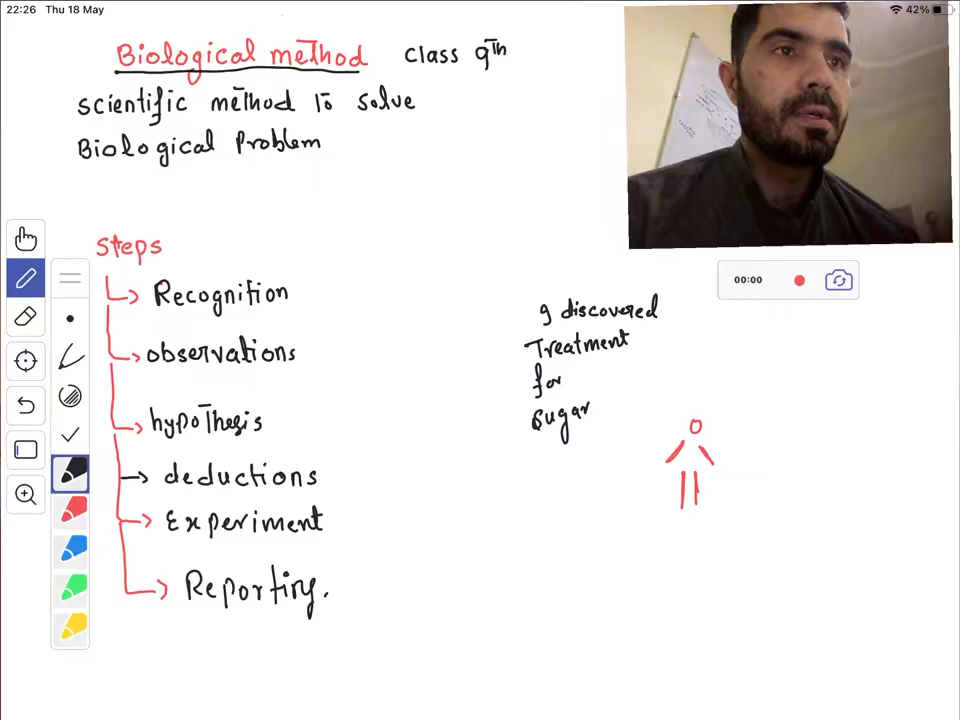 22:26 Thu 18 May
42%
Biological method class 9th
scientific method to solve
Biological Problem
steps
Recognition
observations
hypothesis
deductions
Experiment
Reporting.
00:00
I discovered
Treatment
for
sugar